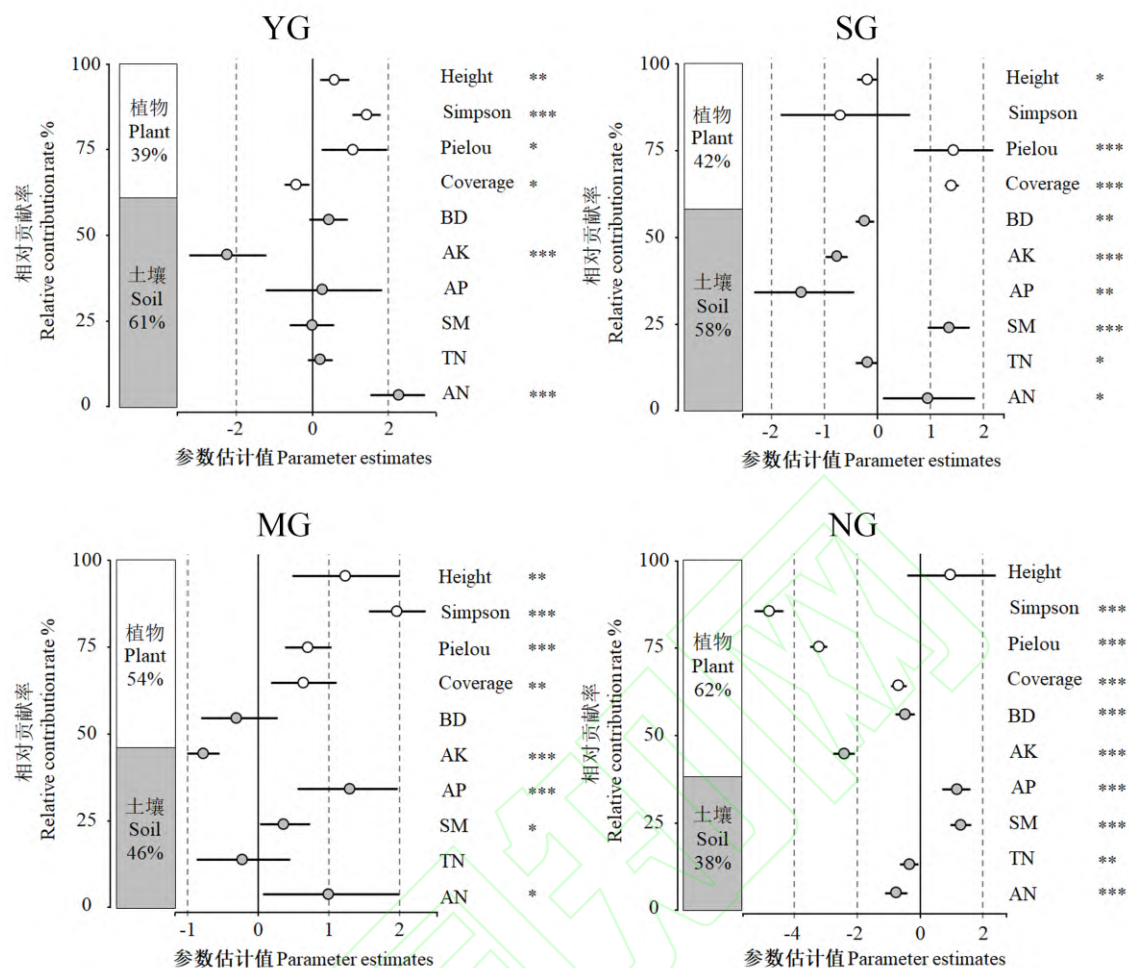 YG
相对贡献率
Relative contribution rate %
100
75
50
25
0
植物
Plant
39%
土壤
Soil
61%
Height **
Simpson ***
Pielou *
Coverage *
BD
AK ***
AP
SM
TN
AN ***
-2 0 2
参数估计值 Parameter estimates
SG
相对贡献率
Relative contribution rate %
100
75
50
25
0
植物
Plant
42%
土壤
Soil
58%
Height *
Simpson
Pielou ***
Coverage ***
BD **
AK ***
AP **
SM ***
TN *
AN *
-2 -1 0 1 2
参数估计值 Parameter estimates
MG
相对贡献率
Relative contribution rate %
100
75
50
25
0
植物
Plant
54%
土壤
Soil
46%
Height **
Simpson ***
Pielou ***
Coverage **
BD
AK ***
AP ***
SM *
TN
AN *
-1 0 1 2
参数估计值 Parameter estimates
NG
相对贡献率
Relative contribution rate %
100
75
50
25
0
植物
Plant
62%
土壤
Soil
38%
Height
Simpson ***
Pielou ***
Coverage ***
BD ***
AK ***
AP ***
SM ***
TN **
AN ***
-4 -2 0 2
参数估计值 Parameter estimates